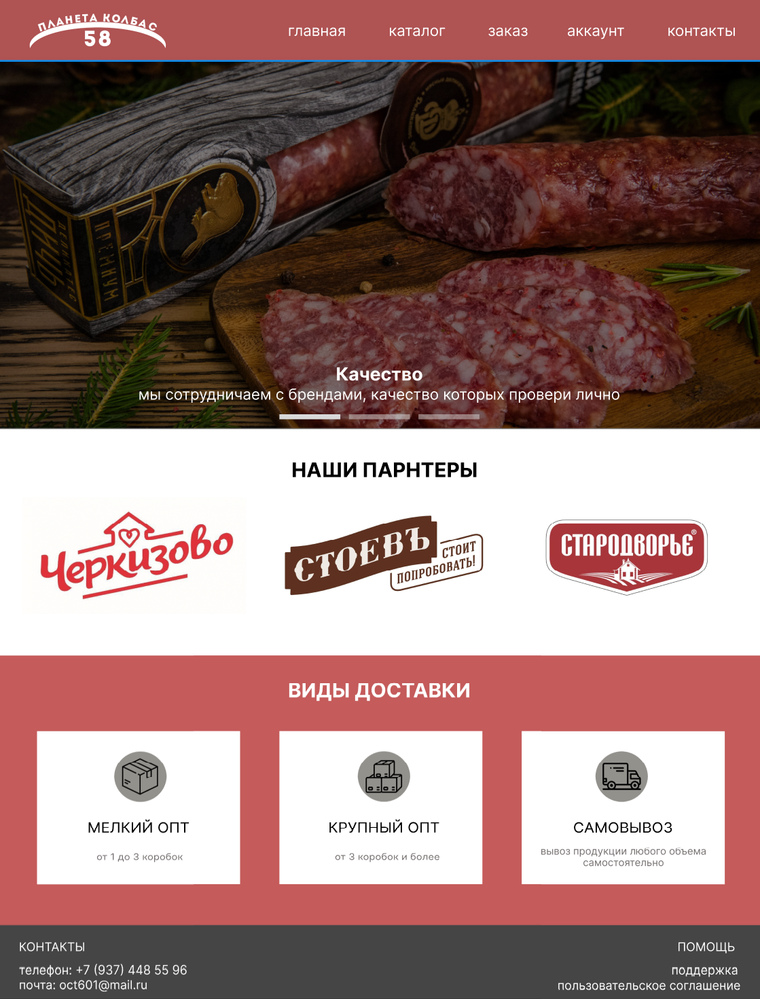 ПЛАНЕТА КОЛБАС
58
главная каталог заказ аккаунт контакты
ПРЕМИУМ
Качество
мы сотрудничаем с брендами, качество которых провери лично
НАШИ ПАРНТЕРЫ
Черкизово
СТОЕВЪ
СТОИТ
ПОПРОБОВАТЬ!
СТАРОДВОРЬЕ®
ВИДЫ ДОСТАВКИ
МЕЛКИЙ ОПТ
от 1 до 3 коробок
КРУПНЫЙ ОПТ
от 3 коробок и более
САМОВЫВОЗ
вывоз продукции любого объема
самостоятельно
КОНТАКТЫ
телефон: +7 (937) 448 55 96
почта: oct601@mail.ru
ПОМОЩЬ
поддержка
пользовательское соглашение